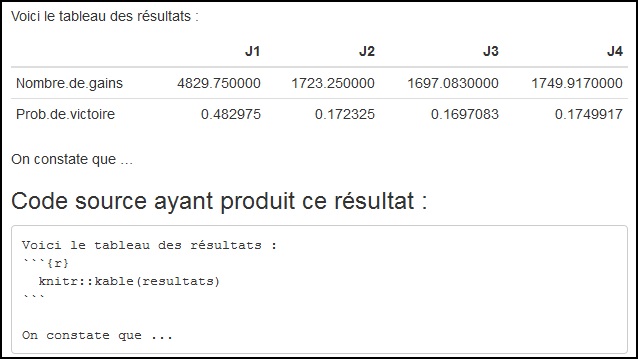 Voici le tableau des résultats :
J1 J2 J3 J4
Nombre.de.gains 4829.750000 1723.250000 1697.0830000 1749.9170000
Prob.de.victoire 0.482975 0.172325 0.1697083 0.1749917
On constate que ...
Code source ayant produit ce résultat :
Voici le tableau des résultats :
```{r}
knitr::kable(resultats)
```
On constate que ...